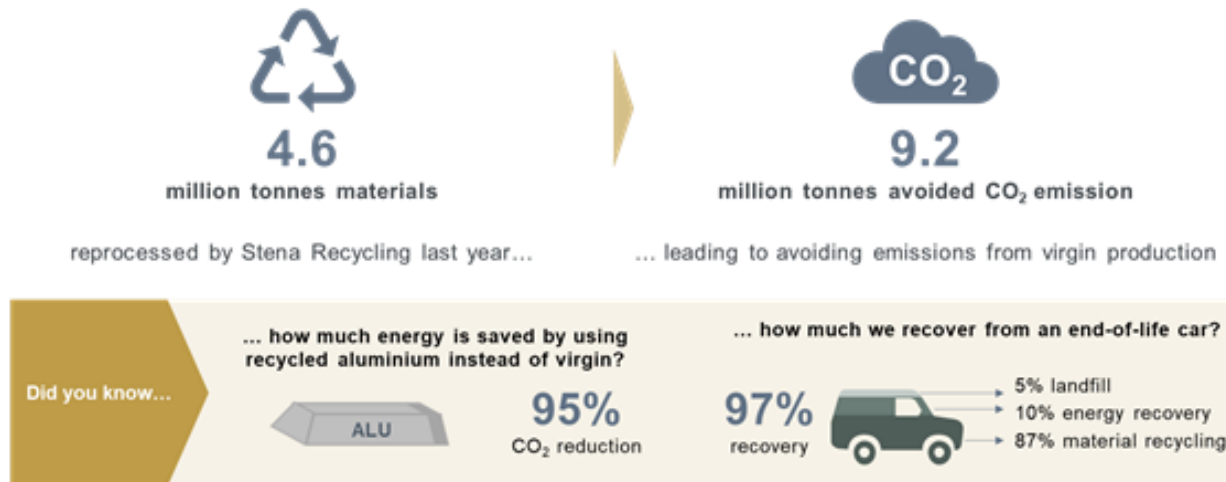 CO₂
4.6
million tonnes materials
9.2
million tonnes avoided CO₂ emission
reprocessed by Stena Recycling last year...
... leading to avoiding emissions from virgin production
Did you know...
... how much energy is saved by using
recycled aluminium instead of virgin?
ALU
95%
CO₂ reduction
... how much we recover from an end-of-life car?
97%
recovery
5% landfill
10% energy recovery
87% material recycling